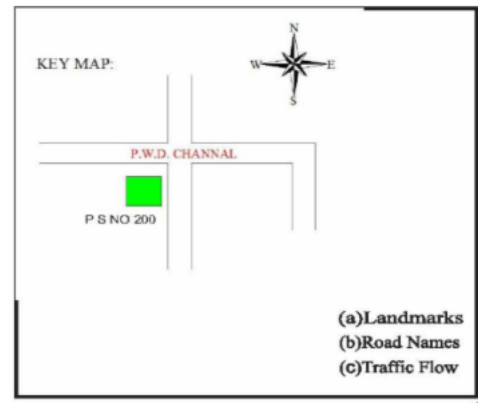 N
KEY MAP:
W E
S
P.W.D. CHANNAL
P S NO 200
(a)Landmarks
(b)Road Names
(c)Traffic Flow